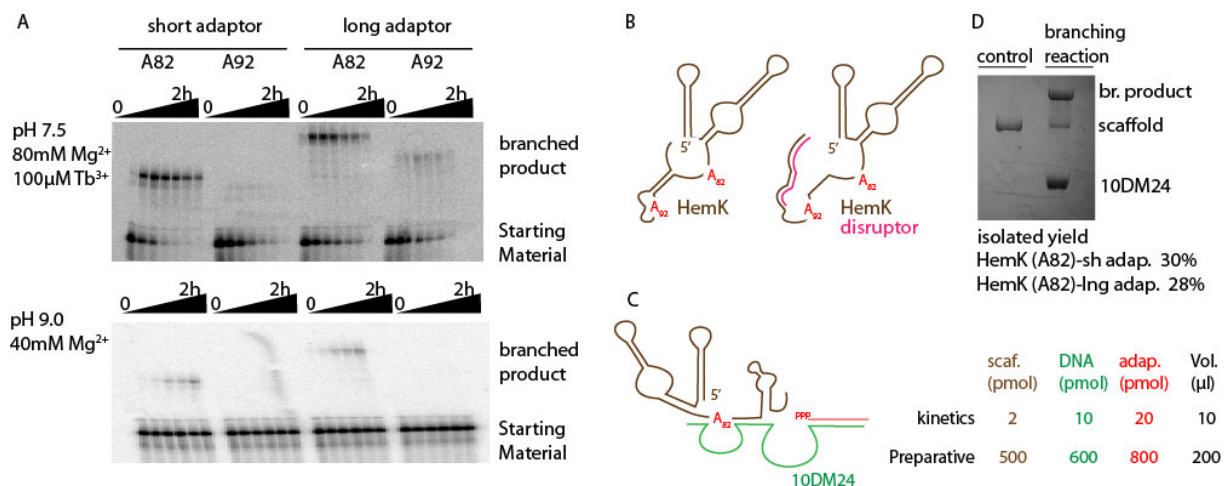 A
short adaptor long adaptor
A82 A92 A82 A92
0 2h 0 2h 0 2h 0 2h
pH 7.5
80mM Mg²⁺
100µM Tb³⁺
branched
product
Starting
Material
0 2h 0 2h 0 2h 0 2h
pH 9.0
40mM Mg²⁺
branched
product
Starting
Material
B
5′ 5′
A₈₂ A₈₂
A₉₂ HemK A₉₂ HemK
disruptor
C
5′
A₈₂ PPP
10DM24
D
branching
control reaction
br. product
scaffold
10DM24
isolated yield
HemK (A82)-sh adap. 30%
HemK (A82)-lng adap. 28%
scaf. DNA adap. Vol.
(pmol) (pmol) (pmol) (µl)
kinetics 2 10 20 10
Preparative 500 600 800 200